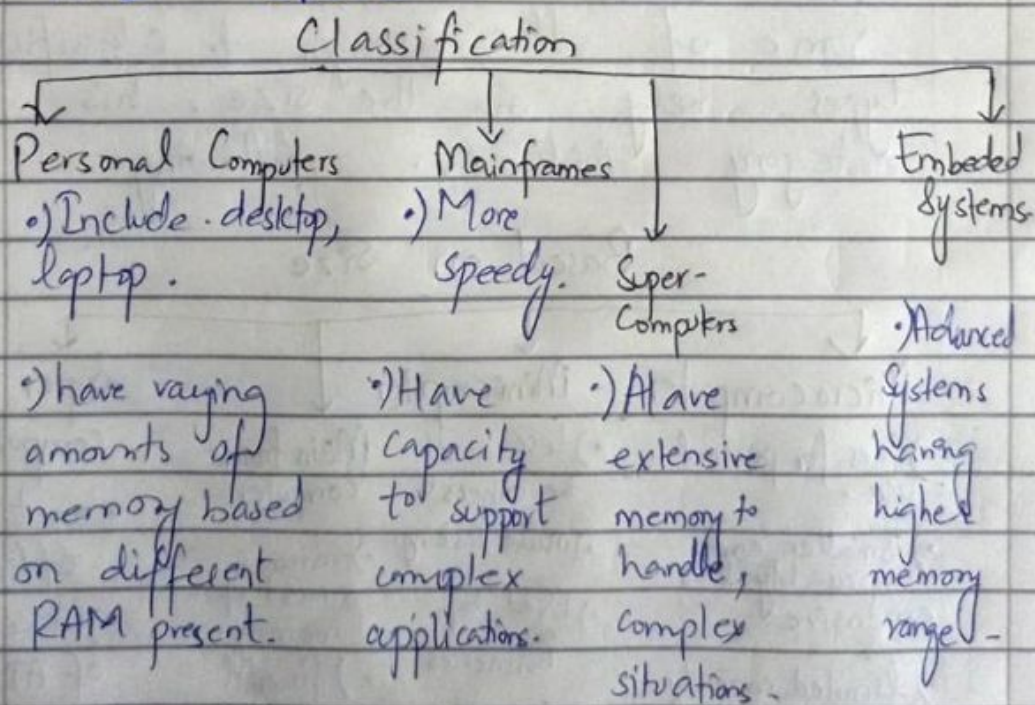 Classification
Personal Computers
•) Include . desktop,
laptop .
•) have varying
amounts of
memory based
on different
RAM present.
Mainframes
•) More
speedy.
•) Have
capacity
to support
complex
applications.
Super-
Computers
•) Have
extensive
memory to
handle,
complex
situations.
Embeded
Systems
•) Advanced
Systems
having
higher
memory
range.